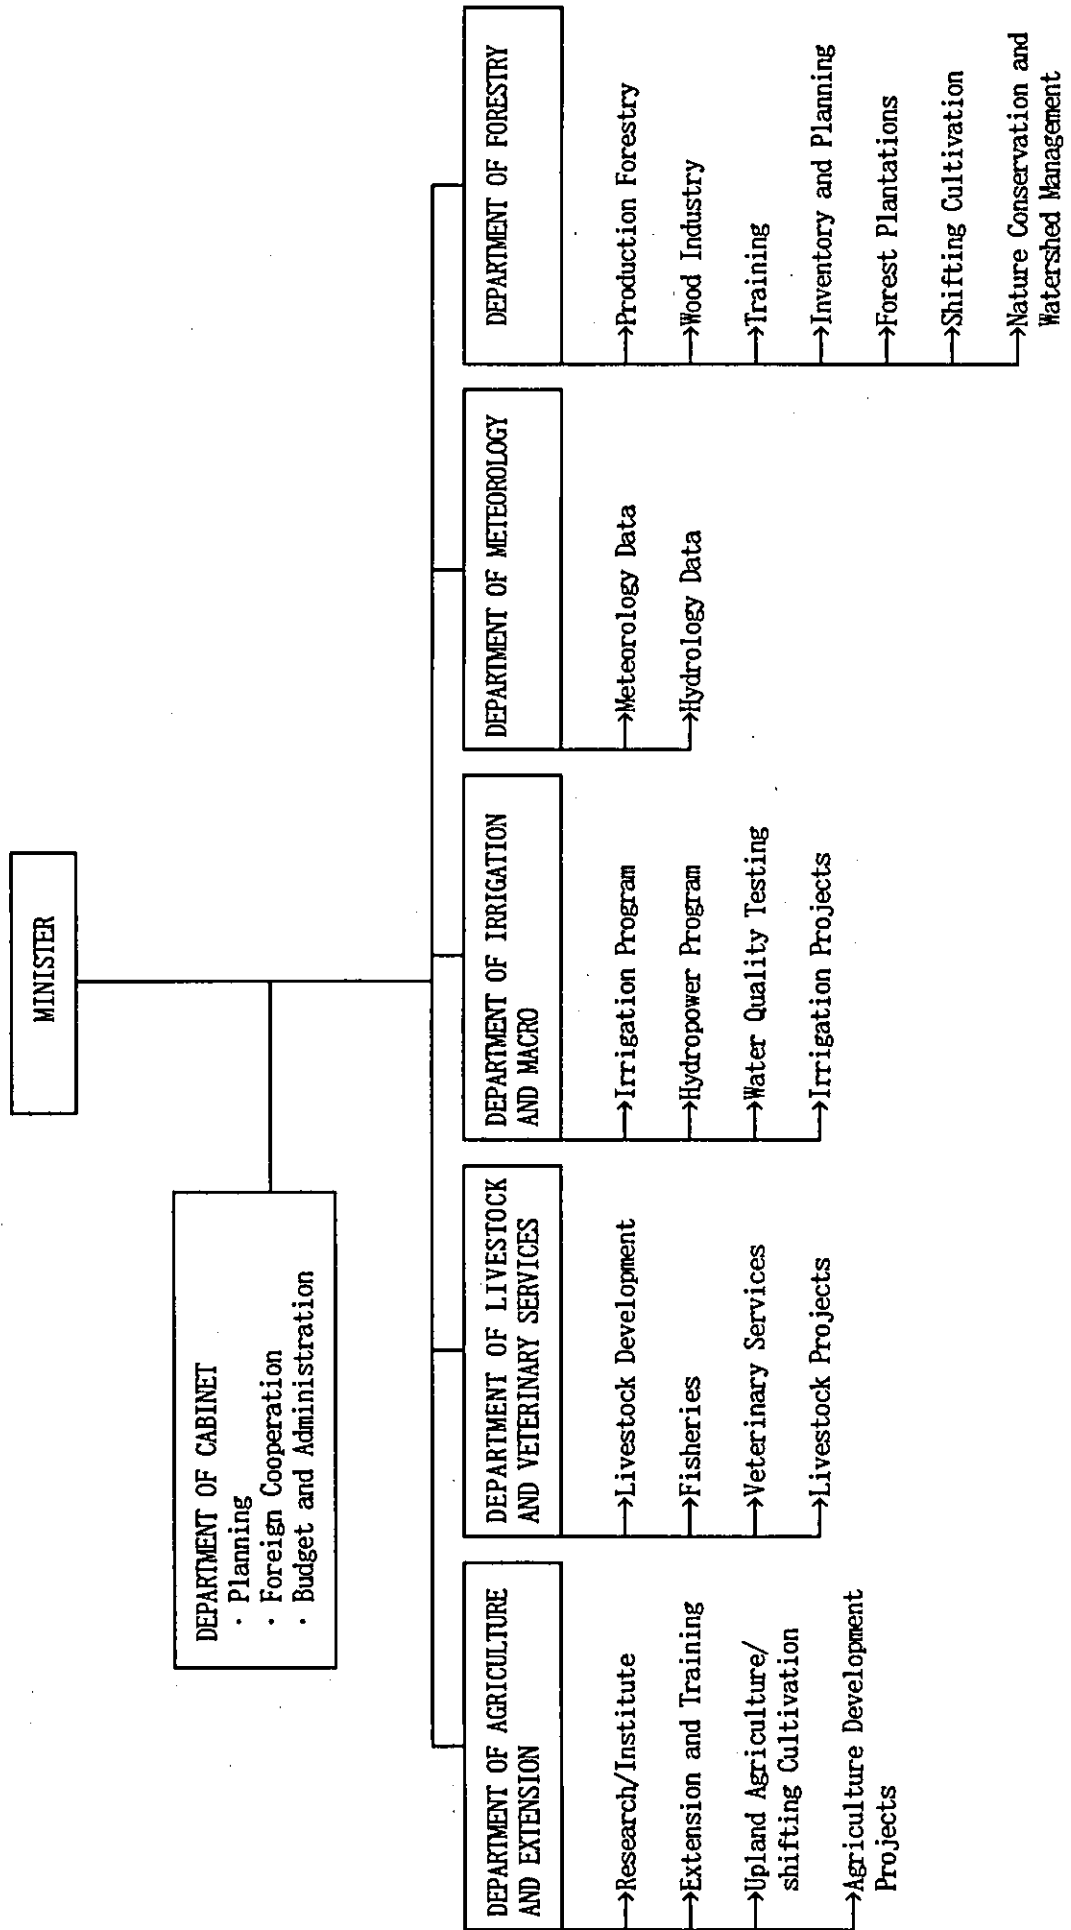 MINISTER
DEPARTMENT OF CABINET
· Planning
· Foreign Cooperation
· Budget and Administration
DEPARTMENT OF AGRICULTURE
AND EXTENSION
→Research/Institute
→Extension and Training
→Upland Agriculture/
shifting Cultivation
→Agriculture Development
Projects
DEPARTMENT OF LIVESTOCK
AND VETERINARY SERVICES
→Livestock Development
→Fisheries
→Veterinary Services
→Livestock Projects
DEPARTMENT OF IRRIGATION
AND MACRO
→Irrigation Program
→Hydropower Program
→Water Quality Testing
→Irrigation Projects
DEPARTMENT OF METEOROLOGY
→Meteorology Data
→Hydrology Data
DEPARTMENT OF FORESTRY
→Production Forestry
→Wood Industry
→Training
→Inventory and Planning
→Forest Plantations
→Shifting Cultivation
→Nature Conservation and
Watershed Management